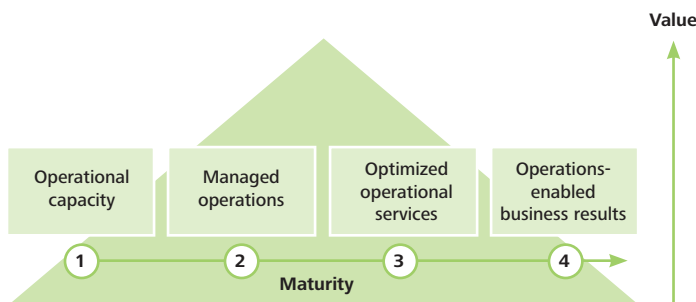 Value
Operational
capacity
Managed
operations
Optimized
operational
services
Operations-
enabled
business results
1
2
3
4
Maturity